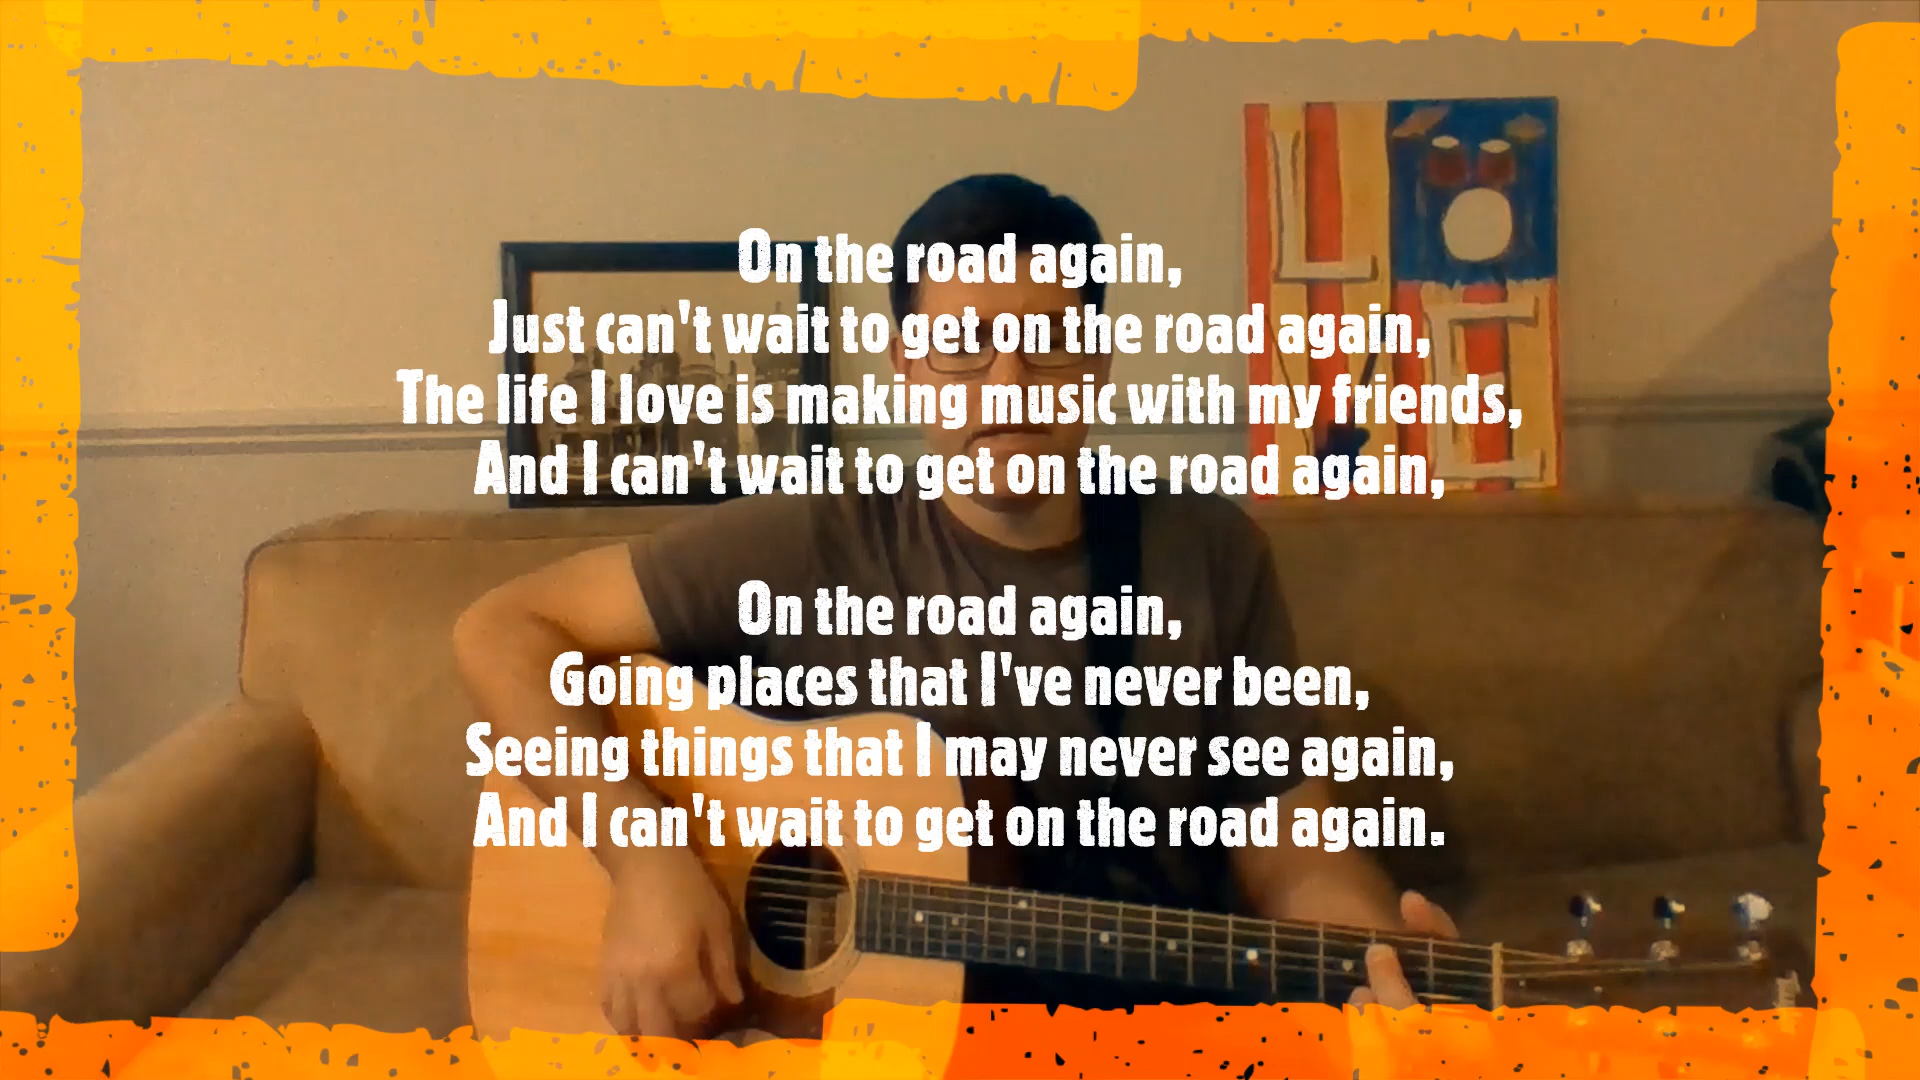 On the road again,
Just can't wait to get on the road again,
The life I love is making music with my friends,
And I can't wait to get on the road again,
On the road again,
Going places that I've never been,
Seeing things that I may never see again,
And I can't wait to get on the road again.